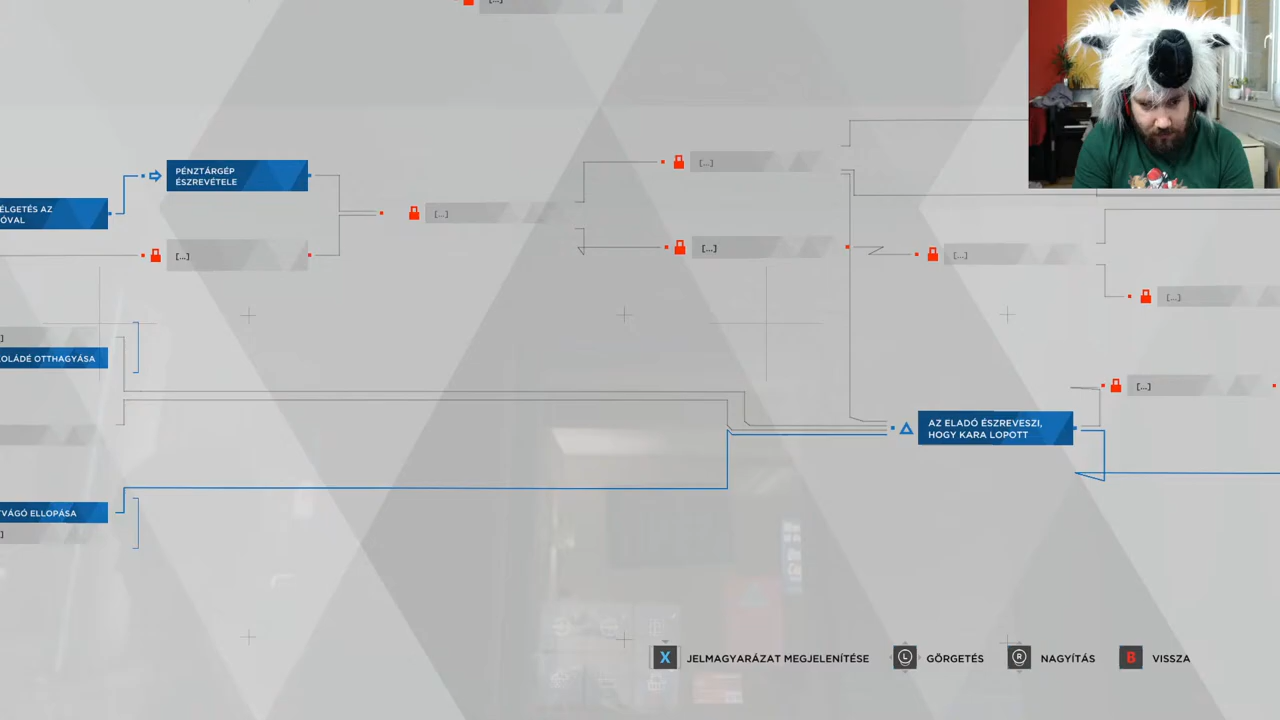 [...]
PÉNZTÁRGÉP
ÉSZREVÉTELE
[...]
ÉLGETÉS AZ
ÓVAL
[...]
[...]
[...]
[...]
[...]
]
OLÁDÉ OTTHAGYÁSA
[...]
AZ ELADÓ ÉSZREVESZI,
HOGY KARA LOPOTT
TVÁGÓ ELLOPÁSA
]
X JELMAGYARÁZAT MEGJELENÍTÉSE L GÖRGETÉS R NAGYÍTÁS B VISSZA